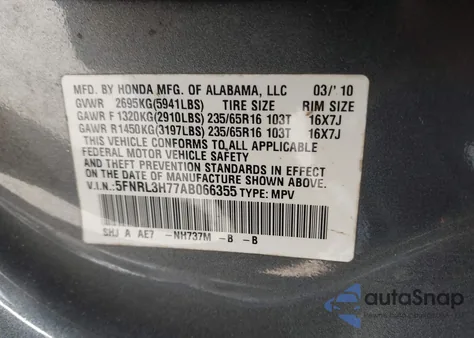 MFD. BY HONDA MFG. OF ALABAMA, LLC 03/'10
GVWR 2695KG(5941LBS) TIRE SIZE RIM SIZE
GAWR F 1320KG(2910LBS) 235/65R16 103T 16X7J
GAWR R1450KG(3197LBS) 235/65R16 103T 16X7J
THIS VEHICLE CONFORMS TO ALL APPLICABLE
FEDERAL MOTOR VEHICLE SAFETY
AND THEFT PREVENTION STANDARDS IN EFFECT
ON THE DATE OF MANUFACTURE SHOWN ABOVE.
V.I.N.:5FNRL3H77AB066355 TYPE: MPV
SHJ A AE7 -NH737M -B -B
autoSnap